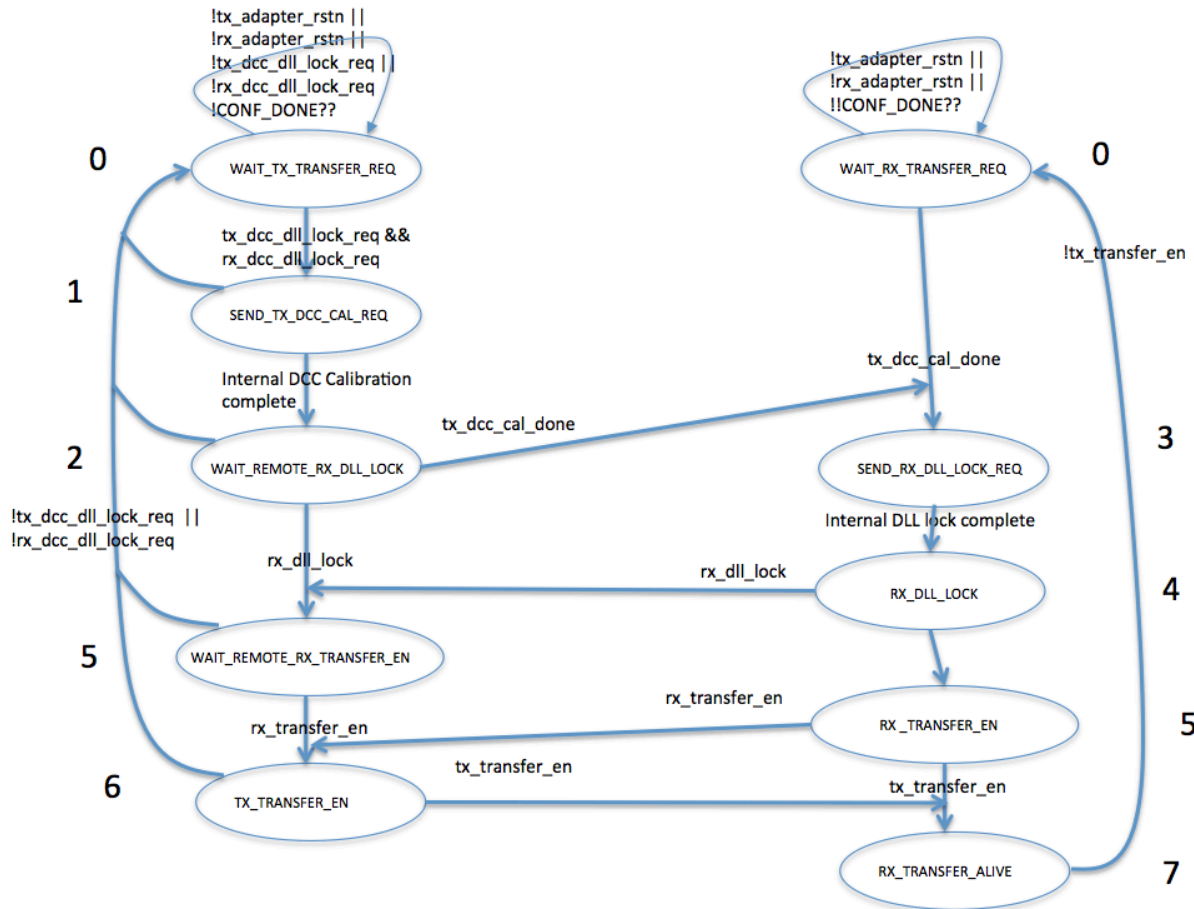 !tx_adapter_rstn ||
!rx_adapter_rstn ||
!tx_dcc_dll_lock_req ||
!rx_dcc_dll_lock_req
!CONF_DONE??
0
WAIT_TX_TRANSFER_REQ
tx_dcc_dll_lock_req &&
rx_dcc_dll_lock_req
1
SEND_TX_DCC_CAL_REQ
Internal DCC Calibration
complete
2
WAIT_REMOTE_RX_DLL_LOCK
tx_dcc_cal_done
!tx_dcc_dll_lock_req ||
!rx_dcc_dll_lock_req
rx_dll_lock
5
WAIT_REMOTE_RX_TRANSFER_EN
rx_transfer_en
6
TX_TRANSFER_EN
tx_transfer_en
!tx_adapter_rstn ||
!rx_adapter_rstn ||
!!CONF_DONE??
0
WAIT_RX_TRANSFER_REQ
!tx_transfer_en
tx_dcc_cal_done
3
SEND_RX_DLL_LOCK_REQ
Internal DLL lock complete
rx_dll_lock
RX_DLL_LOCK
4
rx_transfer_en
RX _TRANSFER_EN
5
tx_transfer_en
RX_TRANSFER_ALIVE
7